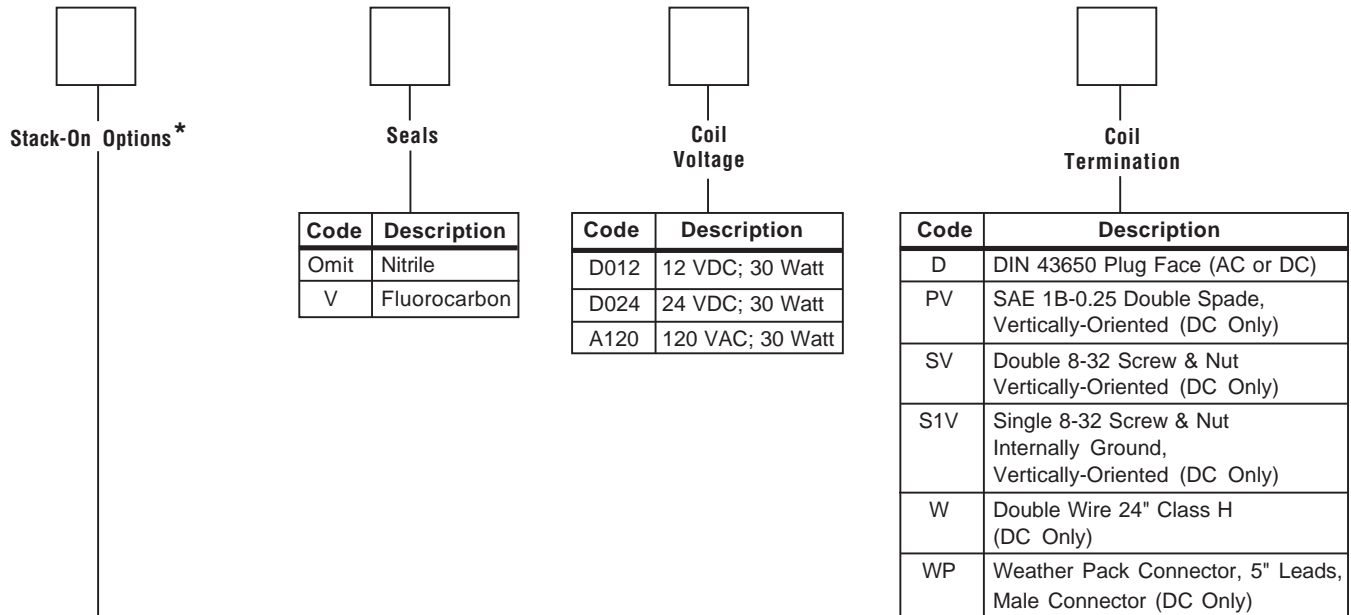 Stack-On Options*
Seals
Coil
Voltage
Coil
Termination
Code Description
Omit Nitrile
V Fluorocarbon
Code Description
D012 12 VDC; 30 Watt
D024 24 VDC; 30 Watt
A120 120 VAC; 30 Watt
Code Description
D DIN 43650 Plug Face (AC or DC)
PV SAE 1B-0.25 Double Spade,
Vertically-Oriented (DC Only)
SV Double 8-32 Screw & Nut
Vertically-Oriented (DC Only)
S1V Single 8-32 Screw & Nut
Internally Ground,
Vertically-Oriented (DC Only)
W Double Wire 24" Class H
(DC Only)
WP Weather Pack Connector, 5" Leads,
Male Connector (DC Only)